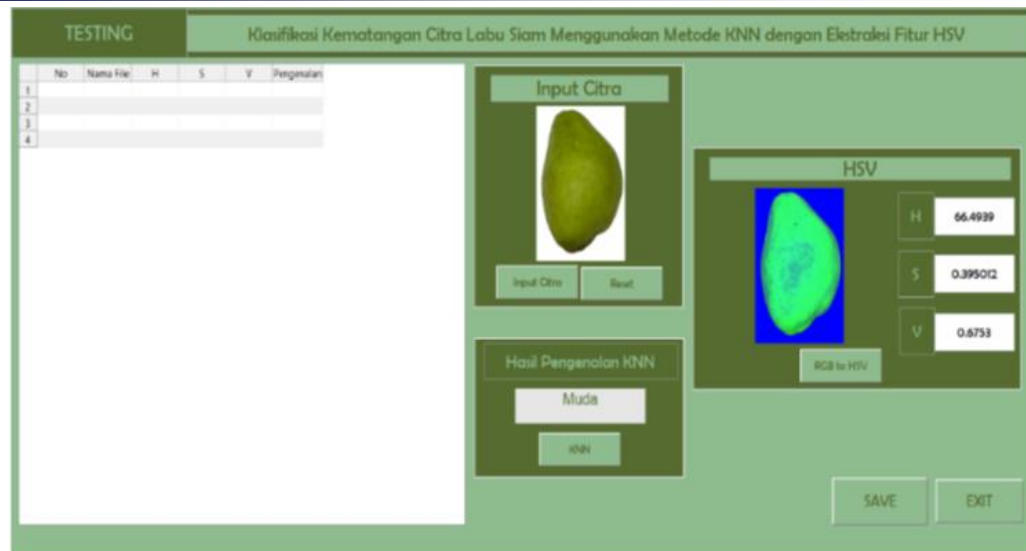 TESTING
Klasifikasi Kematangan Citra Labu Siam Menggunakan Metode KNN dengan Ekstraksi Fitur HSV
No Nama File H S V Pengenalan
1
2
3
4
Input Citra
Input Citra Reset
Hasil Pengenalan KNN
Muda
KNN
HSV
H 66.4939
S 0.395012
V 0.6753
RGB to HSV
SAVE EXIT